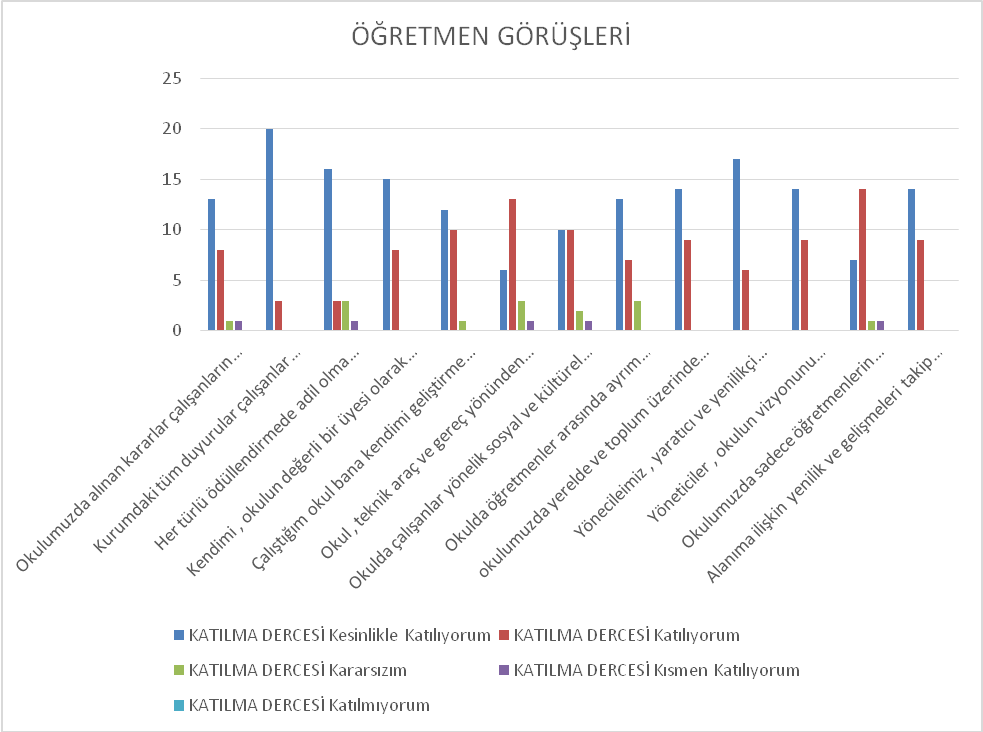 ÖĞRETMEN GÖRÜŞLERİ
25
20
15
10
5
0
Okulumuzda alınan kararlar çalışanların...
Kurumdaki tüm duyurular çalışanlar...
Her türlü ödüllendirmede adil olma...
Kendimi , okulun değerli bir üyesi olarak...
Çalıştığım okul bana kendimi geliştirme...
Okul , teknik araç ve gereç yönünden...
Okulda çalışanlar yönelik sosyal ve kültürel...
Okulda öğretmenler arasında ayrım...
okulumuzda yerelde ve toplum üzerinde...
Yönecileimiz , yaratıcı ve yenilikçi...
Yöneticiler , okulun vizyonunu...
Okulumuzda sadece öğretmenlerin...
Alanıma ilişkin yenilik ve gelişmeleri takip...
KATILMA DERCESİ Kesinlikle Katılıyorum KATILMA DERCESİ Katılıyorum
KATILMA DERCESİ Kararsızım KATILMA DERCESİ Kısmen Katılıyorum
KATILMA DERCESİ Katılmıyorum